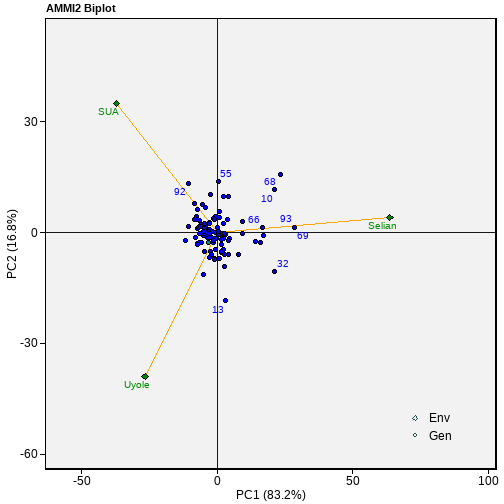 AMMI2 Biplot
SUA
30
92
55
68
10
66
93
69
Selian
0
PC2 (16.8%)
32
13
-30
Uyole
Env
Gen
-60
-50
0
50
100
PC1 (83.2%)